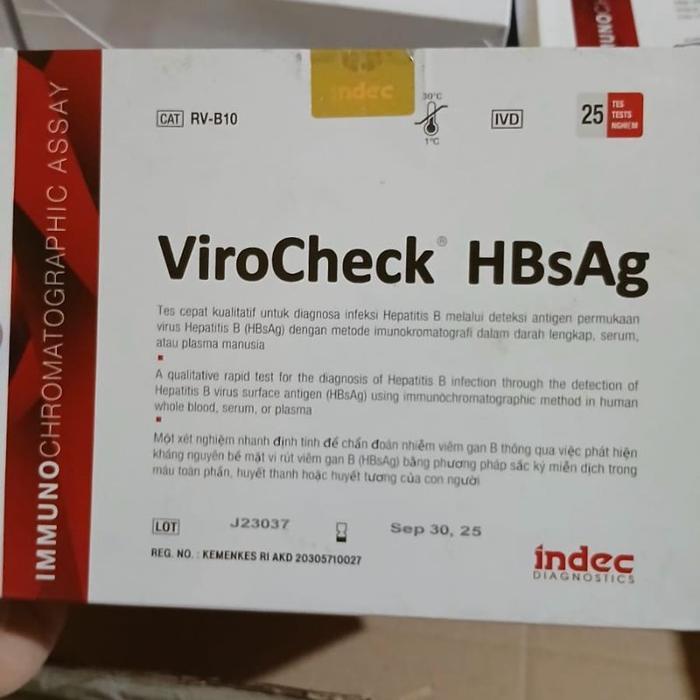 indec
30°C
1°C
CAT RV-B10
IVD
25 TES
TESTS
NGHIỆM
IMMUNOCHROMATOGRAPHIC ASSAY
ViroCheck® HBsAg
Tes cepat kualitatif untuk diagnosa infeksi Hepatitis B melalui deteksi antigen permukaan
virus Hepatitis B (HBsAg) dengan metode imunokromatografi dalam darah lengkap, serum,
atau plasma manusia
A qualitative rapid test for the diagnosis of Hepatitis B infection through the detection of
Hepatitis B virus surface antigen (HBsAg) using immunochromatographic method in human
whole blood, serum, or plasma
Một xét nghiệm nhanh định tính để chẩn đoán nhiễm viêm gan B thông qua việc phát hiện
kháng nguyên bề mặt vi rút viêm gan B (HBsAg) bằng phương pháp sắc ký miễn dịch trong
máu toàn phần, huyết thanh hoặc huyết tương của con người
LOT J23037
Sep 30, 25
REG. NO. : KEMENKES RI AKD 20305710027
indec
DIAGNOSTICS